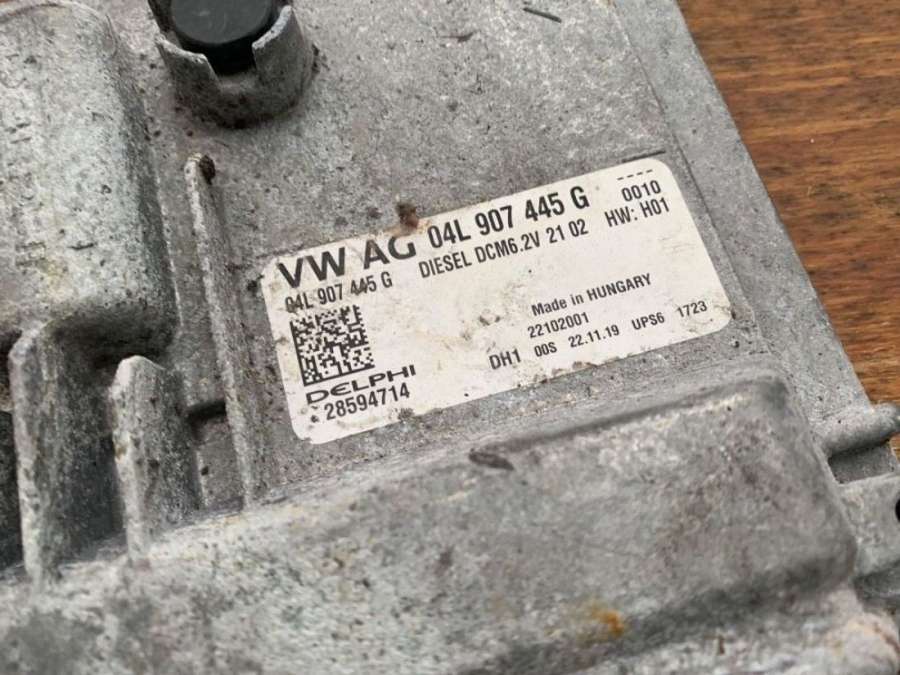 VW AG 04L 907 445 G ---- 0010
04L 907 445 G DIESEL DCM6.2V 21 02 HW: H01
Made in HUNGARY
22102001
DH1 00S 22.11.19 UPS6 1723
DELPHI
28594714